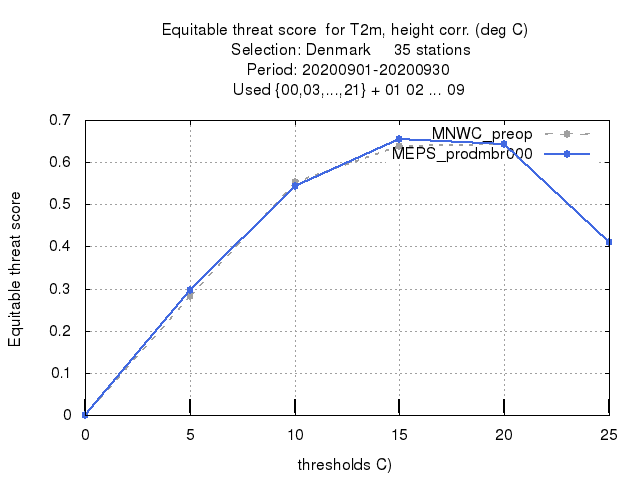 Equitable threat score  for T2m, height corr. (deg C)
Selection: Denmark     35 stations
Period: 20200901-20200930
Used {00,03,...,21} + 01 02 ... 09
MNWC_preop
MEPS_prodmbr000
Equitable threat score
0.7
0.6
0.5
0.4
0.3
0.2
0.1
0
0 5 10 15 20 25
thresholds C)